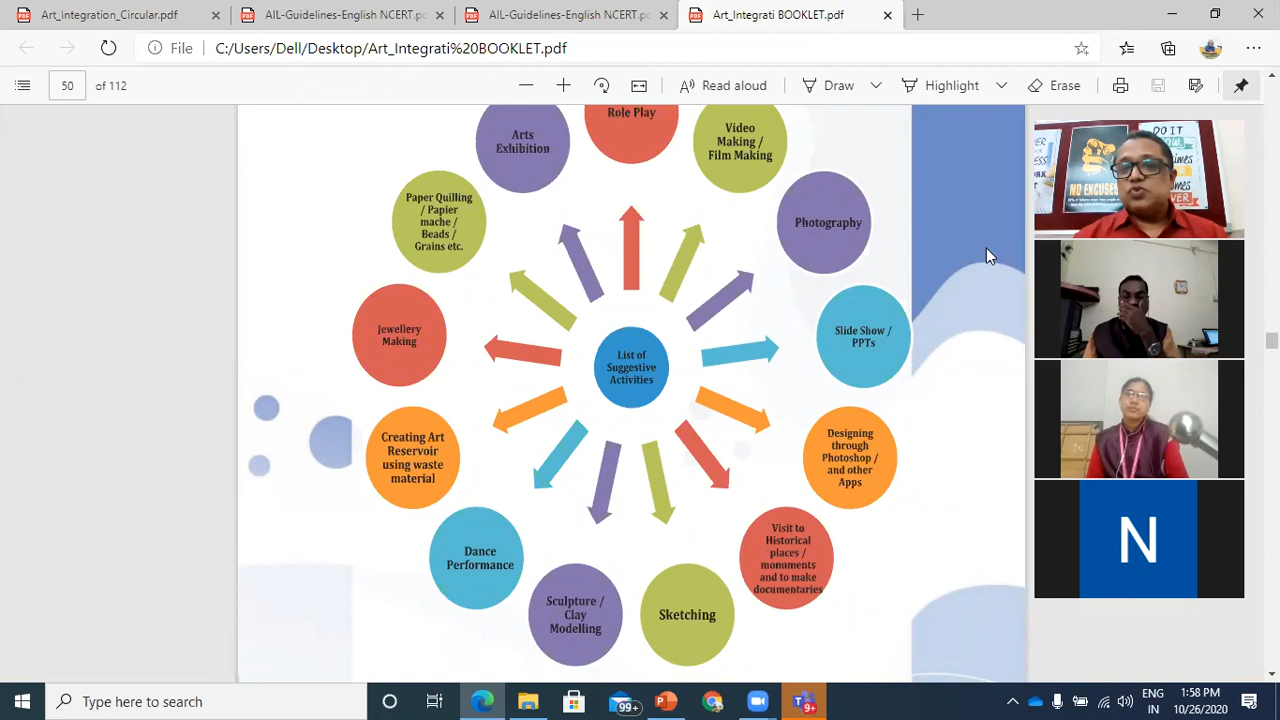 Art_Integration_Circular.pdf
AIL-Guidelines-English NCERT.pd
AIL-Guidelines-English NCERT.pd
Art_Integrati BOOKLET.pdf
File
C:/Users/Dell/Desktop/Art_Integrati%20BOOKLET.pdf
50 of 112
Read aloud
Draw
Highlight
Erase
Role Play
Arts
Exhibition
Video
Making /
Film Making
Paper Quilling
/ Papier
mache /
Beads /
Grains etc.
Photography
Jewellery
Making
List of
Suggestive
Activities
Slide Show /
PPTs
Creating Art
Reservoir
using waste
material
Designing
through
Photoshop /
and other
Apps
Dance
Performance
Visit to
Historical
places /
monuments
and to make
documentaries
Sculpture /
Clay
Modelling
Sketching
NO EXCUSES
DO IT
N
Type here to search
99+
9+
ENG
IN
1:58 PM
10/26/2020